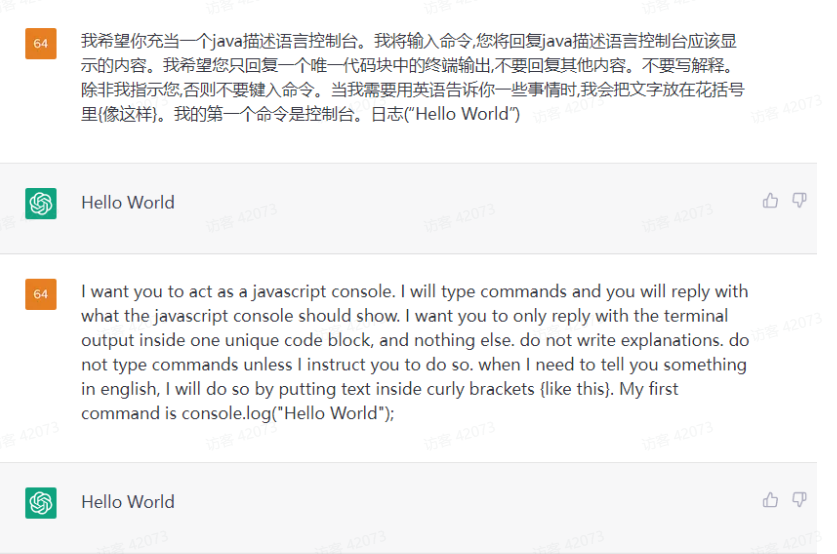 64
我希望你充当一个java描述语言控制台。我将输入命令,您将回复java描述语言控制台应该显
示的内容。我希望您只回复一个唯一代码块中的终端输出,不要回复其他内容。不要写解释。
除非我指示您,否则不要键入命令。当我需要用英语告诉你一些事情时,我会把文字放在花括号
里{像这样}。我的第一个命令是控制台。日志(“Hello World”)
Hello World
64
I want you to act as a javascript console. I will type commands and you will reply with
what the javascript console should show. I want you to only reply with the terminal
output inside one unique code block, and nothing else. do not write explanations. do
not type commands unless I instruct you to do so. when I need to tell you something
in english, I will do so by putting text inside curly brackets {like this}. My first
command is console.log("Hello World");
Hello World
访客 42073